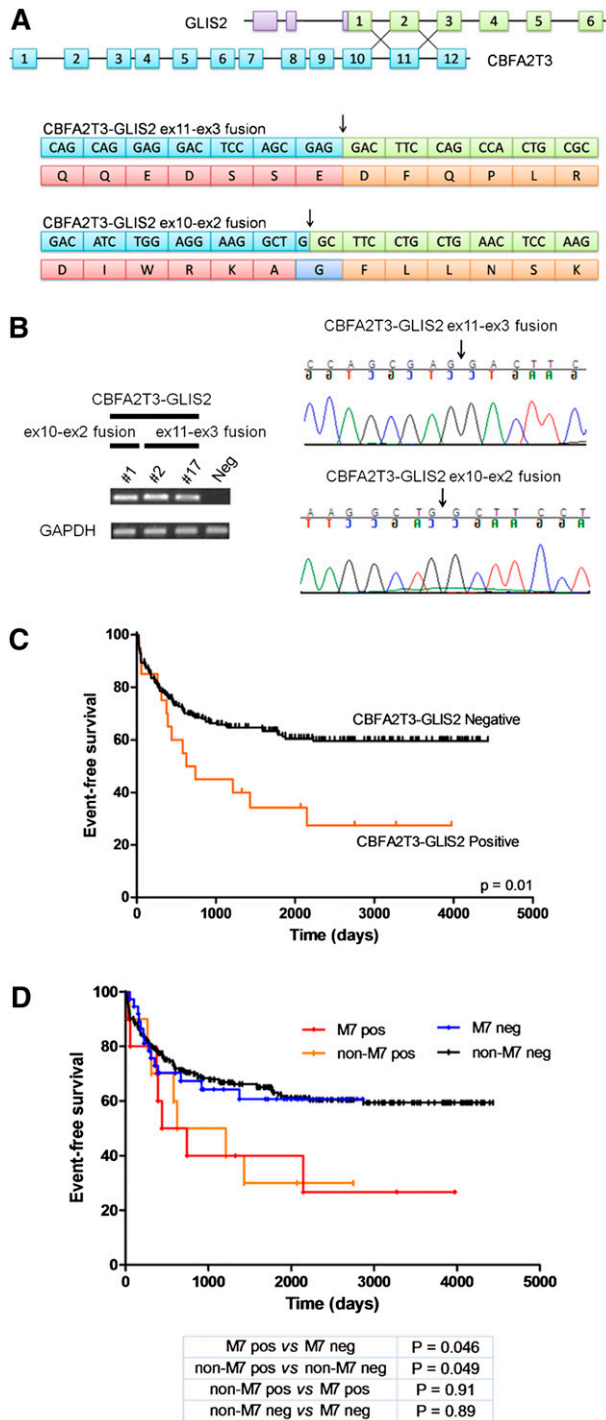 A
GLIS2
1 2 3 4 5 6
1 2 3 4 5 6 7 8 9 10 11 12
CBFA2T3
CBFA2T3-GLIS2 ex11-ex3 fusion
CAG CAG GAG GAC TCC AGC GAG GAC TTC CAG CCA CTG CGC
Q Q E D S S E D F Q P L R
CBFA2T3-GLIS2 ex10-ex2 fusion
GAC ATC TGG AGG AAG GCT G GC TTC CTG CTG AAC TCC AAG
D I W R K A G F L L N S K
B
CBFA2T3-GLIS2
ex10-ex2 fusion ex11-ex3 fusion
#1 #2 #17 Neg
GAPDH
CBFA2T3-GLIS2 ex11-ex3 fusion
C C A G C G A G G A C T T C
G G T C G C T C C T G A A G
CBFA2T3-GLIS2 ex10-ex2 fusion
A A G G C T G G C T T C C T
T T C C G A C C G A A G G A
C
Event-free survival
100
80
60
40
20
0
CBFA2T3-GLIS2 Negative
CBFA2T3-GLIS2 Positive
p = 0.01
0 1000 2000 3000 4000 5000
Time (days)
D
Event-free survival
100
80
60
40
20
0
M7 pos M7 neg
non-M7 pos non-M7 neg
0 1000 2000 3000 4000 5000
Time (days)
M7 pos vs M7 neg P = 0.046
non-M7 pos vs non-M7 neg P = 0.049
non-M7 pos vs M7 pos P = 0.91
non-M7 neg vs M7 neg P = 0.89